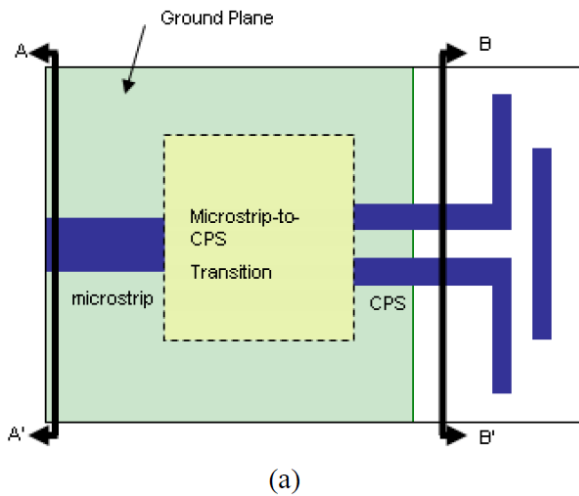 Ground Plane
A
B
Microstrip-to-
CPS
Transition
microstrip
CPS
A'
B'
(a)